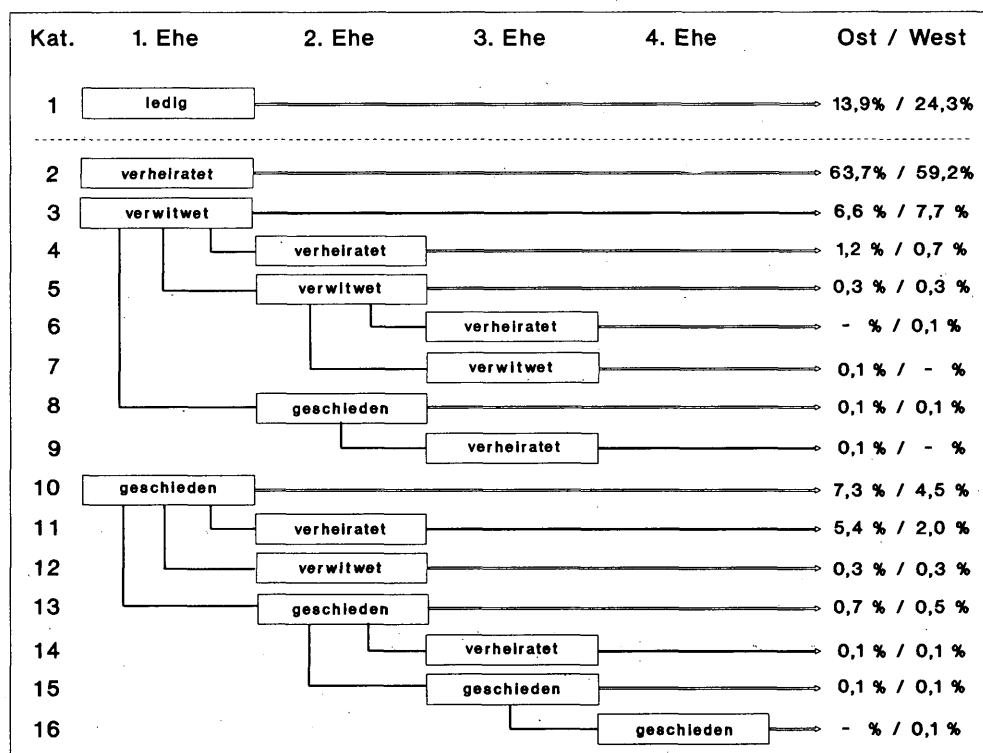 Kat. 1. Ehe 2. Ehe 3. Ehe 4. Ehe Ost / West
1 ledig 13,9% / 24,3%
2 verheiratet 63,7% / 59,2%
3 verwitwet 6,6 % / 7,7 %
4 verheiratet 1,2 % / 0,7 %
5 verwitwet 0,3 % / 0,3 %
6 verheiratet - % / 0,1 %
7 verwitwet 0,1 % / - %
8 geschieden 0,1 % / 0,1 %
9 verheiratet 0,1 % / - %
10 geschieden 7,3 % / 4,5 %
11 verheiratet 5,4 % / 2,0 %
12 verwitwet 0,3 % / 0,3 %
13 geschieden 0,7 % / 0,5 %
14 verheiratet 0,1 % / 0,1 %
15 geschieden 0,1 % / 0,1 %
16 geschieden - % / 0,1 %